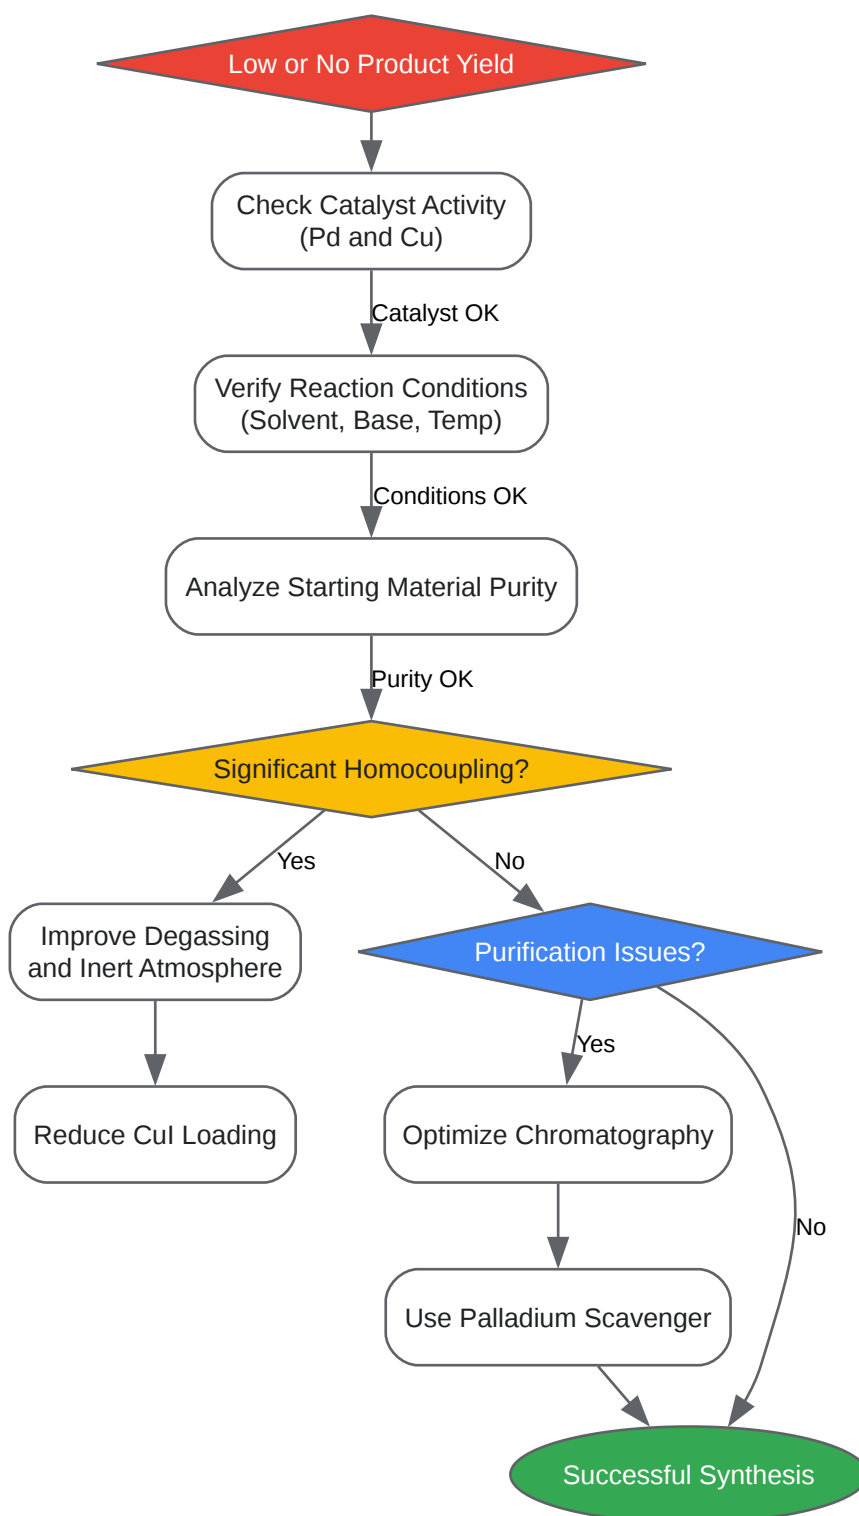 Low or No Product Yield
Check Catalyst Activity
(Pd and Cu)
Catalyst OK
Verify Reaction Conditions
(Solvent, Base, Temp)
Conditions OK
Analyze Starting Material Purity
Purity OK
Significant Homocoupling?
Yes
No
Improve Degassing
and Inert Atmosphere
Purification Issues?
Yes
Reduce CuI Loading
Optimize Chromatography
No
Use Palladium Scavenger
Successful Synthesis